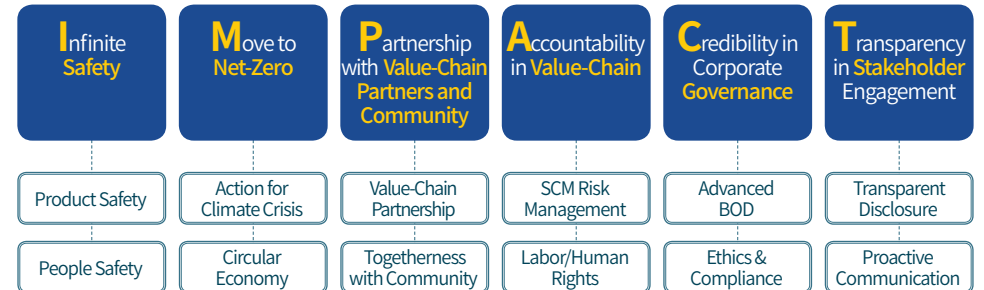 Infinite
Safety
Move to
Net-Zero
Partnership
with Value-Chain
Partners and
Community
Accountability
in Value-Chain
Credibility in
Corporate
Governance
Transparency
in Stakeholder
Engagement
Product Safety
Action for
Climate Crisis
Value-Chain
Partnership
SCM Risk
Management
Advanced
BOD
Transparent
Disclosure
People Safety
Circular
Economy
Togetherness
with Community
Labor/Human
Rights
Ethics &
Compliance
Proactive
Communication